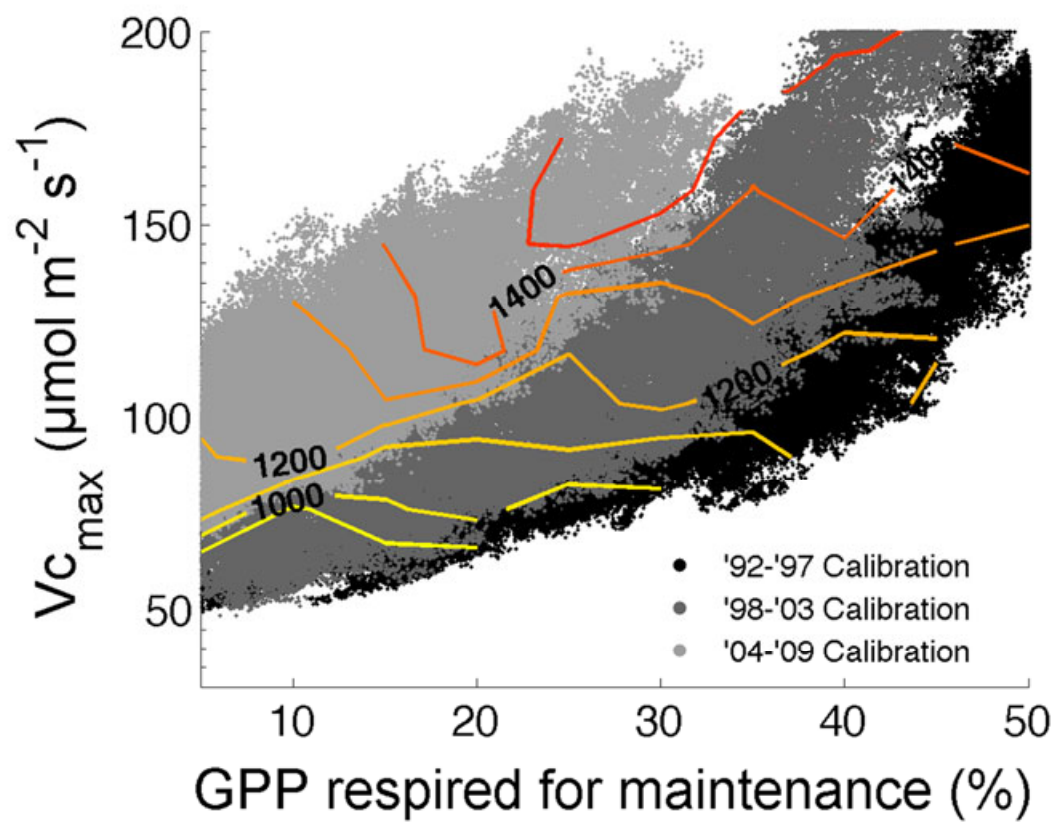 200
150
100
50
Vc_max (μmol m^-2 s^-1)
1400
1400
1200
1200
1000
'92-'97 Calibration
'98-'03 Calibration
'04-'09 Calibration
10 20 30 40 50
GPP respired for maintenance (%)